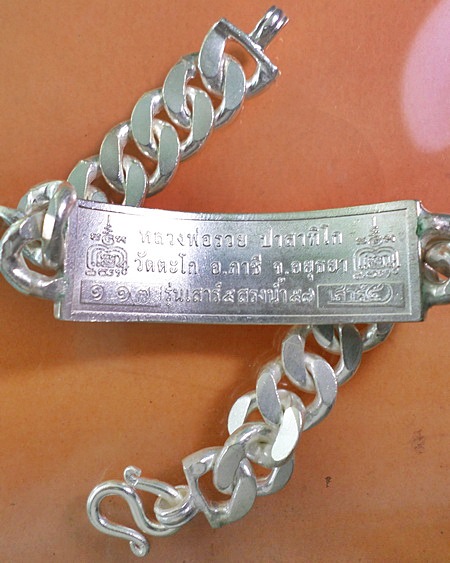 หลวงพ่อรวย ปาสาทิโก
วัดตะโก อ.ภาชี จ.อยุธยา
๑๑๗ รุ่นเสาร์๕สรงน้ำ๙๘ เสาร์๕